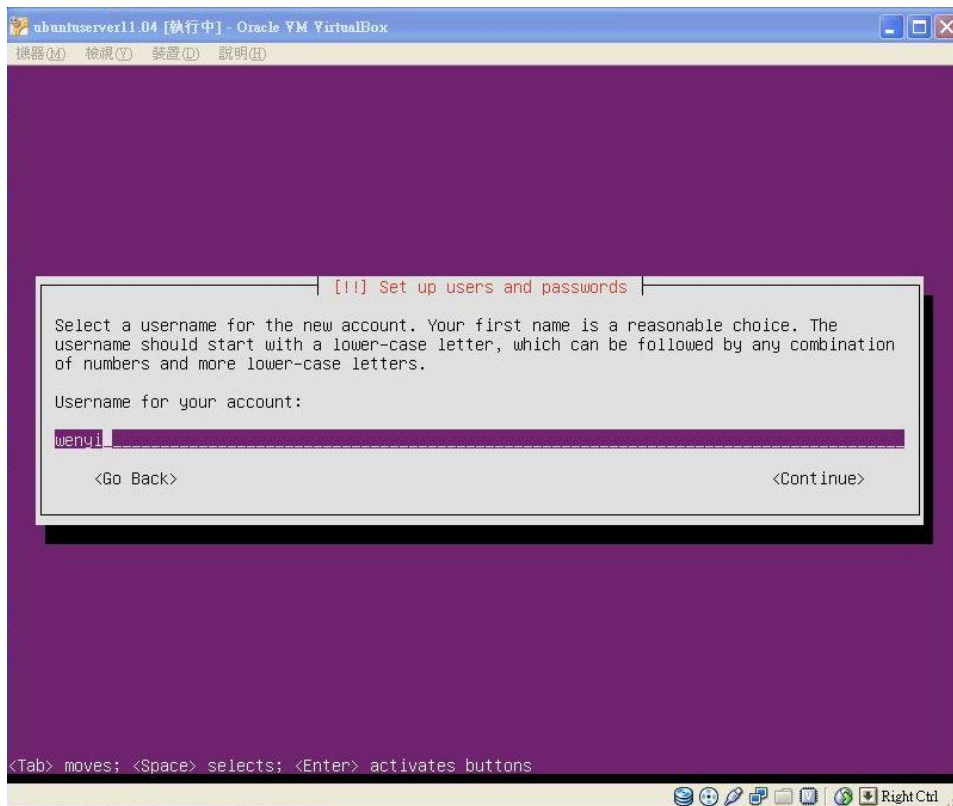 ubuntuserver11.04 [執行中] - Oracle VM VirtualBox
機器(M) 檢視(V) 裝置(D) 說明(H)
[!!] Set up users and passwords
Select a username for the new account. Your first name is a reasonable choice. The
username should start with a lower-case letter, which can be followed by any combination
of numbers and more lower-case letters.
Username for your account:
wenyi
<Go Back> <Continue>
<Tab> moves; <Space> selects; <Enter> activates buttons
Right Ctrl